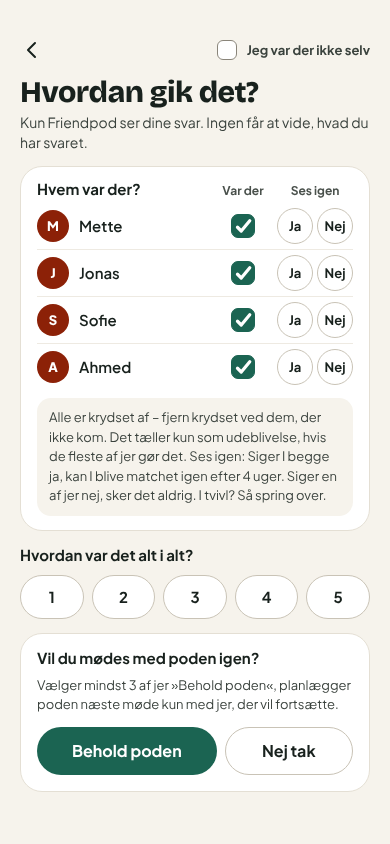 Jeg var der ikke selv
Hvordan gik det?
Kun Friendpod ser dine svar. Ingen får at vide, hvad du
har svaret.
Hvem var der? Var der Ses igen
M Mette Ja Nej
J Jonas Ja Nej
S Sofie Ja Nej
A Ahmed Ja Nej
Alle er krydset af – fjern krydset ved dem, der
ikke kom. Det tæller kun som udeblivelse, hvis
de fleste af jer gør det. Ses igen: Siger I begge
ja, kan I blive matchet igen efter 4 uger. Siger en
af jer nej, sker det aldrig. I tvivl? Så spring over.
Hvordan var det alt i alt?
1 2 3 4 5
Vil du mødes med poden igen?
Vælger mindst 3 af jer »Behold poden«, planlægger
poden næste møde kun med jer, der vil fortsætte.
Behold poden Nej tak